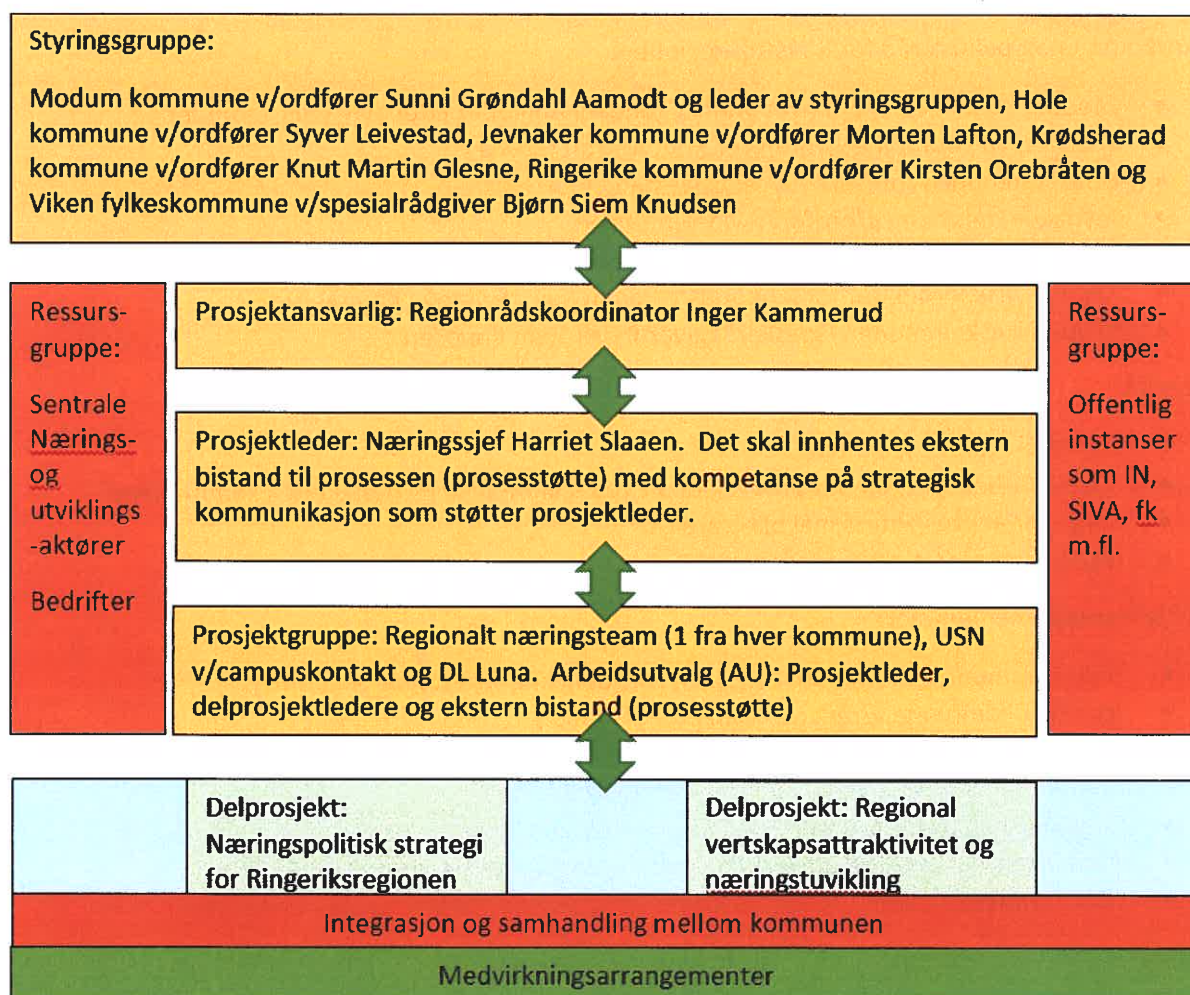 Styringsgruppe:
Modum kommune v/ordfører Sunni Grøndahl Aamodt og leder av styringsgruppen, Hole
kommune v/ordfører Syver Leivestad, Jevnaker kommune v/ordfører Morten Lafton, Krødsherad
kommune v/ordfører Knut Martin Glesne, Ringerike kommune v/ordfører Kirsten Orebråten og
Viken fylkeskommune v/spesialrådgiver Bjørn Siem Knudsen
Ressurs-
gruppe:
Sentrale
Nærings-
og
utviklings
-aktører
Bedrifter
Prosjektansvarlig: Regionrådskoordinator Inger Kammerud
Prosjektleder: Næringssjef Harriet Slaaen. Det skal innhentes ekstern
bistand til prosessen (prosesstøtte) med kompetanse på strategisk
kommunikasjon som støtter prosjektleder.
Prosjektgruppe: Regionalt næringsteam (1 fra hver kommune), USN
v/campuskontakt og DL Luna. Arbeidsutvalg (AU): Prosjektleder,
delprosjektledere og ekstern bistand (prosesstøtte)
Ressurs-
gruppe:
Offentlig
instanser
som IN,
SIVA, fk
m.fl.
Delprosjekt:
Næringspolitisk strategi
for Ringeriksregionen
Delprosjekt: Regional
vertskapsattraktivitet og
næringstuvikling
Integrasjon og samhandling mellom kommunen
Medvirkningsarrangementer